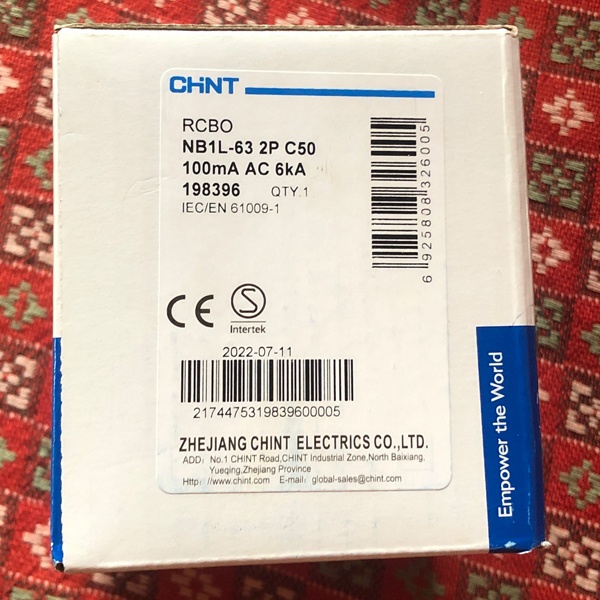 CHNT
RCBO
NB1L-63 2P C50
100mA AC 6kA
198396 QTY.1
IEC/EN 61009-1
6925808326005
CE
S
Intertek
2022-07-11
2174475319839600005
ZHEJIANG CHINT ELECTRICS CO.,LTD.
ADD: No.1 CHINT Road,CHINT Industrial Zone,North Baixiang,
Yueqing,Zhejiang Province
Http://www.chint.com E-mail: global-sales@chint.com
Empower the World